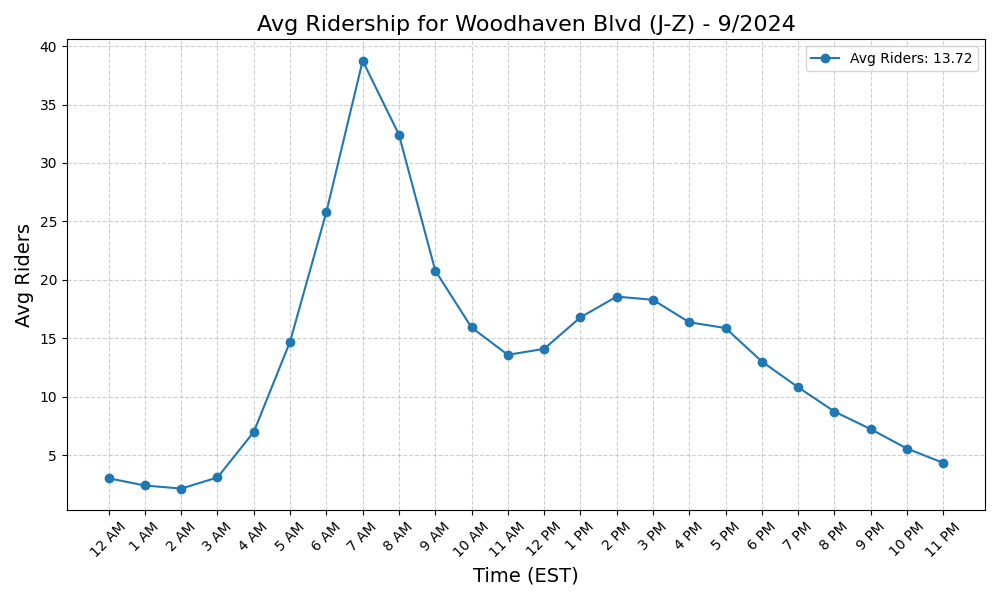 Avg Ridership for Woodhaven Blvd (J-Z) - 9/2024
Avg Riders: 13.72
Avg Riders
40
35
30
25
20
15
10
5
12 AM
1 AM
2 AM
3 AM
4 AM
5 AM
6 AM
7 AM
8 AM
9 AM
10 AM
11 AM
12 PM
1 PM
2 PM
3 PM
4 PM
5 PM
6 PM
7 PM
8 PM
9 PM
10 PM
11 PM
Time (EST)